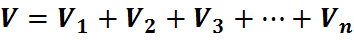 V = V₁ + V₂ + V₃ + ⋯ + Vₙ